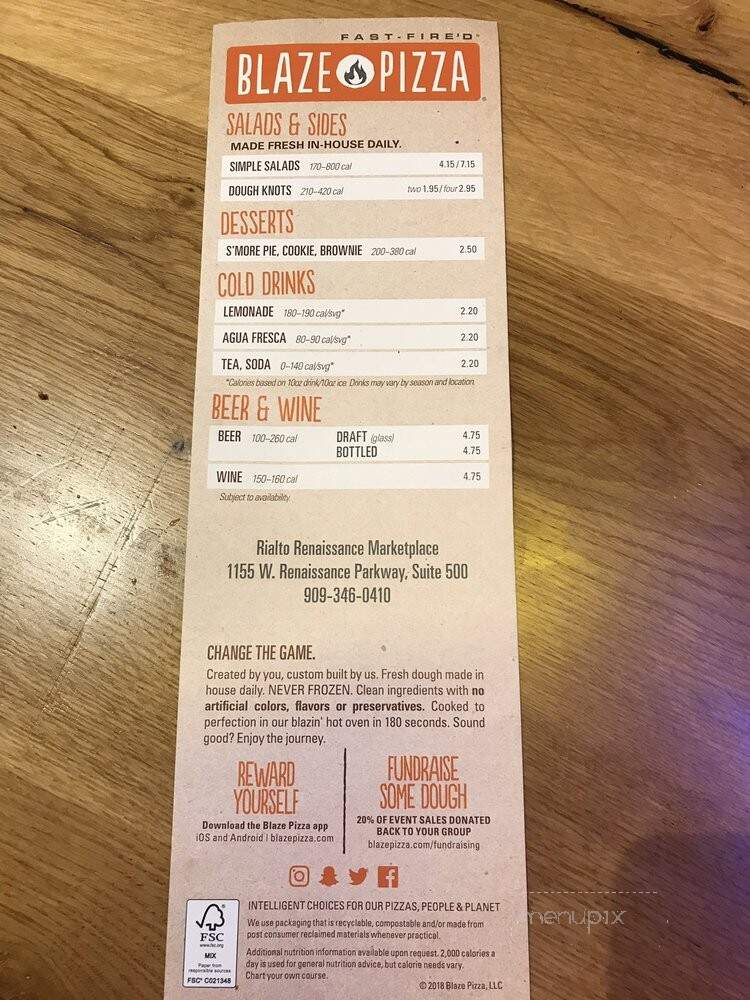 FAST-FIRE'D®
BLAZE PIZZA
SALADS & SIDES
MADE FRESH IN-HOUSE DAILY.
SIMPLE SALADS 170–800 cal 4.15 / 7.15
DOUGH KNOTS 210–420 cal two 1.95 / four 2.95
DESSERTS
S'MORE PIE, COOKIE, BROWNIE 200–380 cal 2.50
COLD DRINKS
LEMONADE 180–190 cal/svg* 2.20
AGUA FRESCA 80–90 cal/svg* 2.20
TEA, SODA 0–140 cal/svg* 2.20
*Calories based on 10oz drink/10oz ice. Drinks may vary by season and location.
BEER & WINE
BEER 100–260 cal DRAFT (glass) 4.75
BOTTLED 4.75
WINE 150–160 cal 4.75
Subject to availability.
Rialto Renaissance Marketplace
1155 W. Renaissance Parkway, Suite 500
909-346-0410
CHANGE THE GAME.
Created by you, custom built by us. Fresh dough made in
house daily. NEVER FROZEN. Clean ingredients with no
artificial colors, flavors or preservatives. Cooked to
perfection in our blazin' hot oven in 180 seconds. Sound
good? Enjoy the journey.
REWARD
YOURSELF
Download the Blaze Pizza app
iOS and Android | blazepizza.com
FUNDRAISE
SOME DOUGH
20% OF EVENT SALES DONATED
BACK TO YOUR GROUP
blazepizza.com/fundraising
FSC®
www.fsc.org
MIX
Paper from
responsible sources
FSC® C021348
INTELLIGENT CHOICES FOR OUR PIZZAS, PEOPLE & PLANET
We use packaging that is recyclable, compostable and/or made from
post consumer reclaimed materials whenever practical.
Additional nutrition information available upon request. 2,000 calories a
day is used for general nutrition advice, but calorie needs vary.
Chart your own course.
© 2018 Blaze Pizza, LLC
menupix